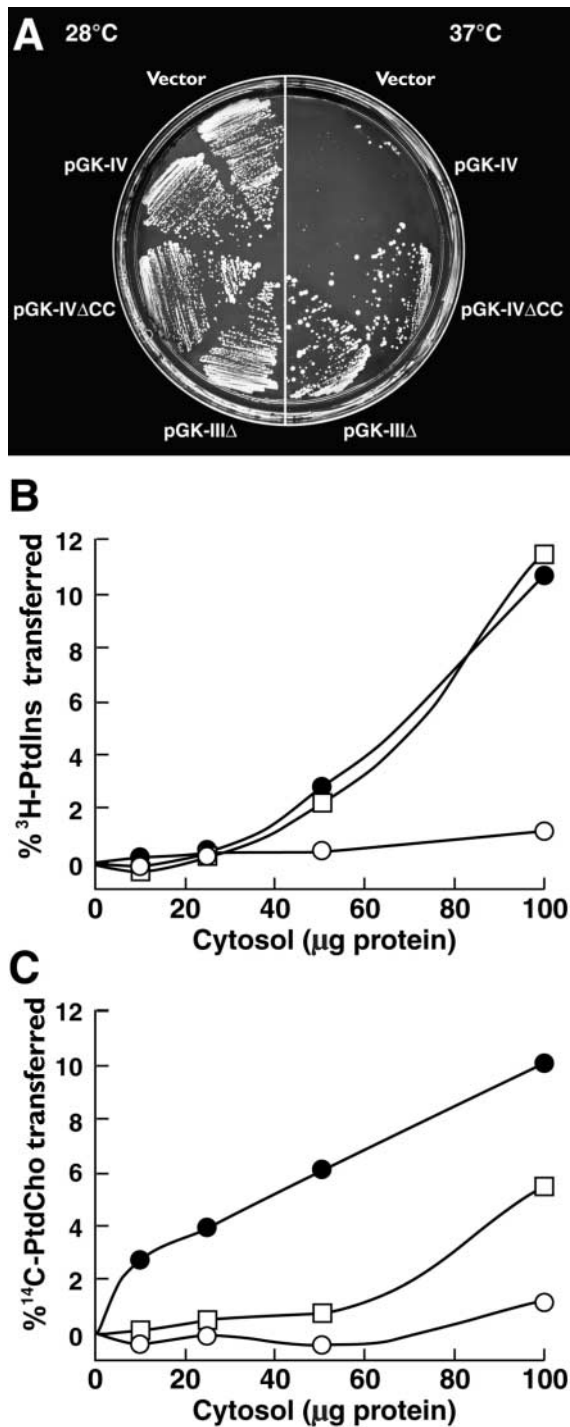 A
28°C 37°C
Vector Vector
pGK-IV pGK-IV
pGK-IVΔCC pGK-IVΔCC
pGK-IIIΔ pGK-IIIΔ
B
12
10
8
6
4
2
0
% ³H-PtdIns transferred
0 20 40 60 80 100
Cytosol (μg protein)
C
12
10
8
6
4
2
0
%¹⁴C-PtdCho transferred
0 20 40 60 80 100
Cytosol (μg protein)